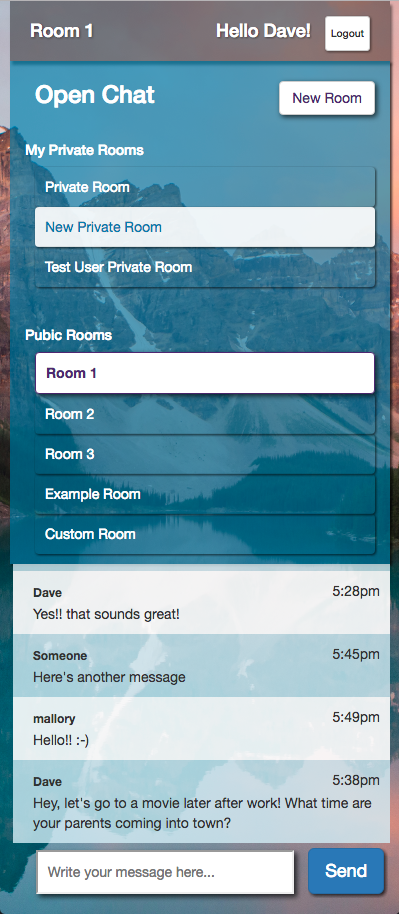 Room 1
Hello Dave!
Logout
Open Chat
New Room
My Private Rooms
Private Room
New Private Room
Test User Private Room
Pubic Rooms
Room 1
Room 2
Room 3
Example Room
Custom Room
Dave 5:28pm
Yes!! that sounds great!
Someone 5:45pm
Here's another message
mallory 5:49pm
Hello!! :-)
Dave 5:38pm
Hey, let's go to a movie later after work! What time are
your parents coming into town?
Write your message here...
Send